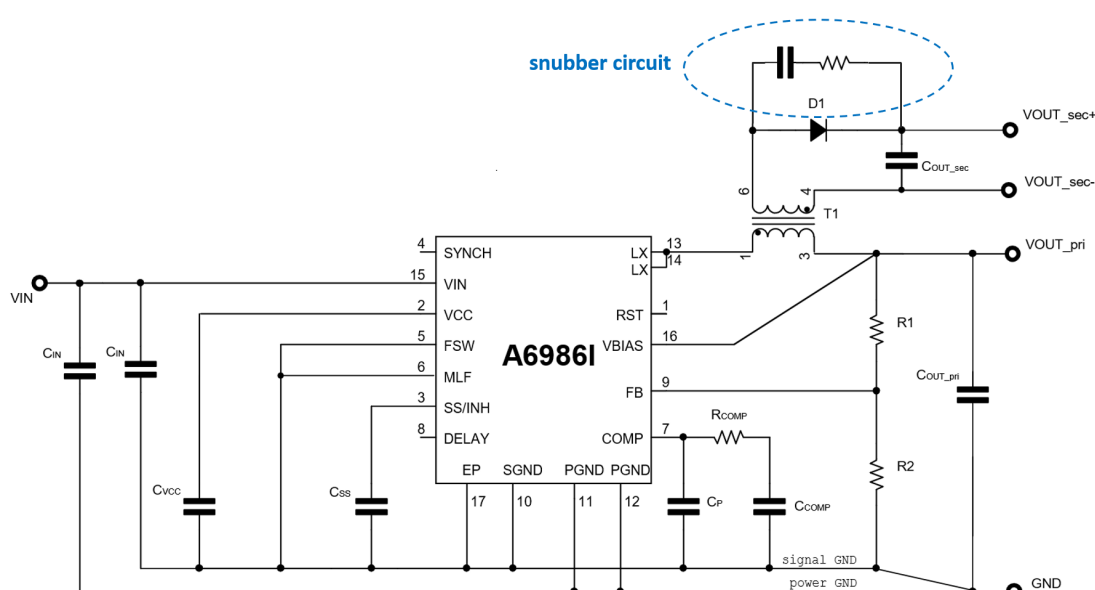 snubber circuit
D1
VOUT_sec+
COUT_sec
VOUT_sec-
6
4
T1
1
3
VOUT_pri
4
SYNCH
LX
13
LX
14
VIN
15
VIN
2
VCC
RST
1
5
FSW
VBIAS
16
R1
A6986I
CIN
CIN
6
MLF
FB
9
COUT_pri
3
SS/INH
8
DELAY
COMP
7
RCOMP
EP
SGND
PGND
PGND
R2
CVCC
CSS
17
10
11
12
CP
CCOMP
signal GND
power GND
GND